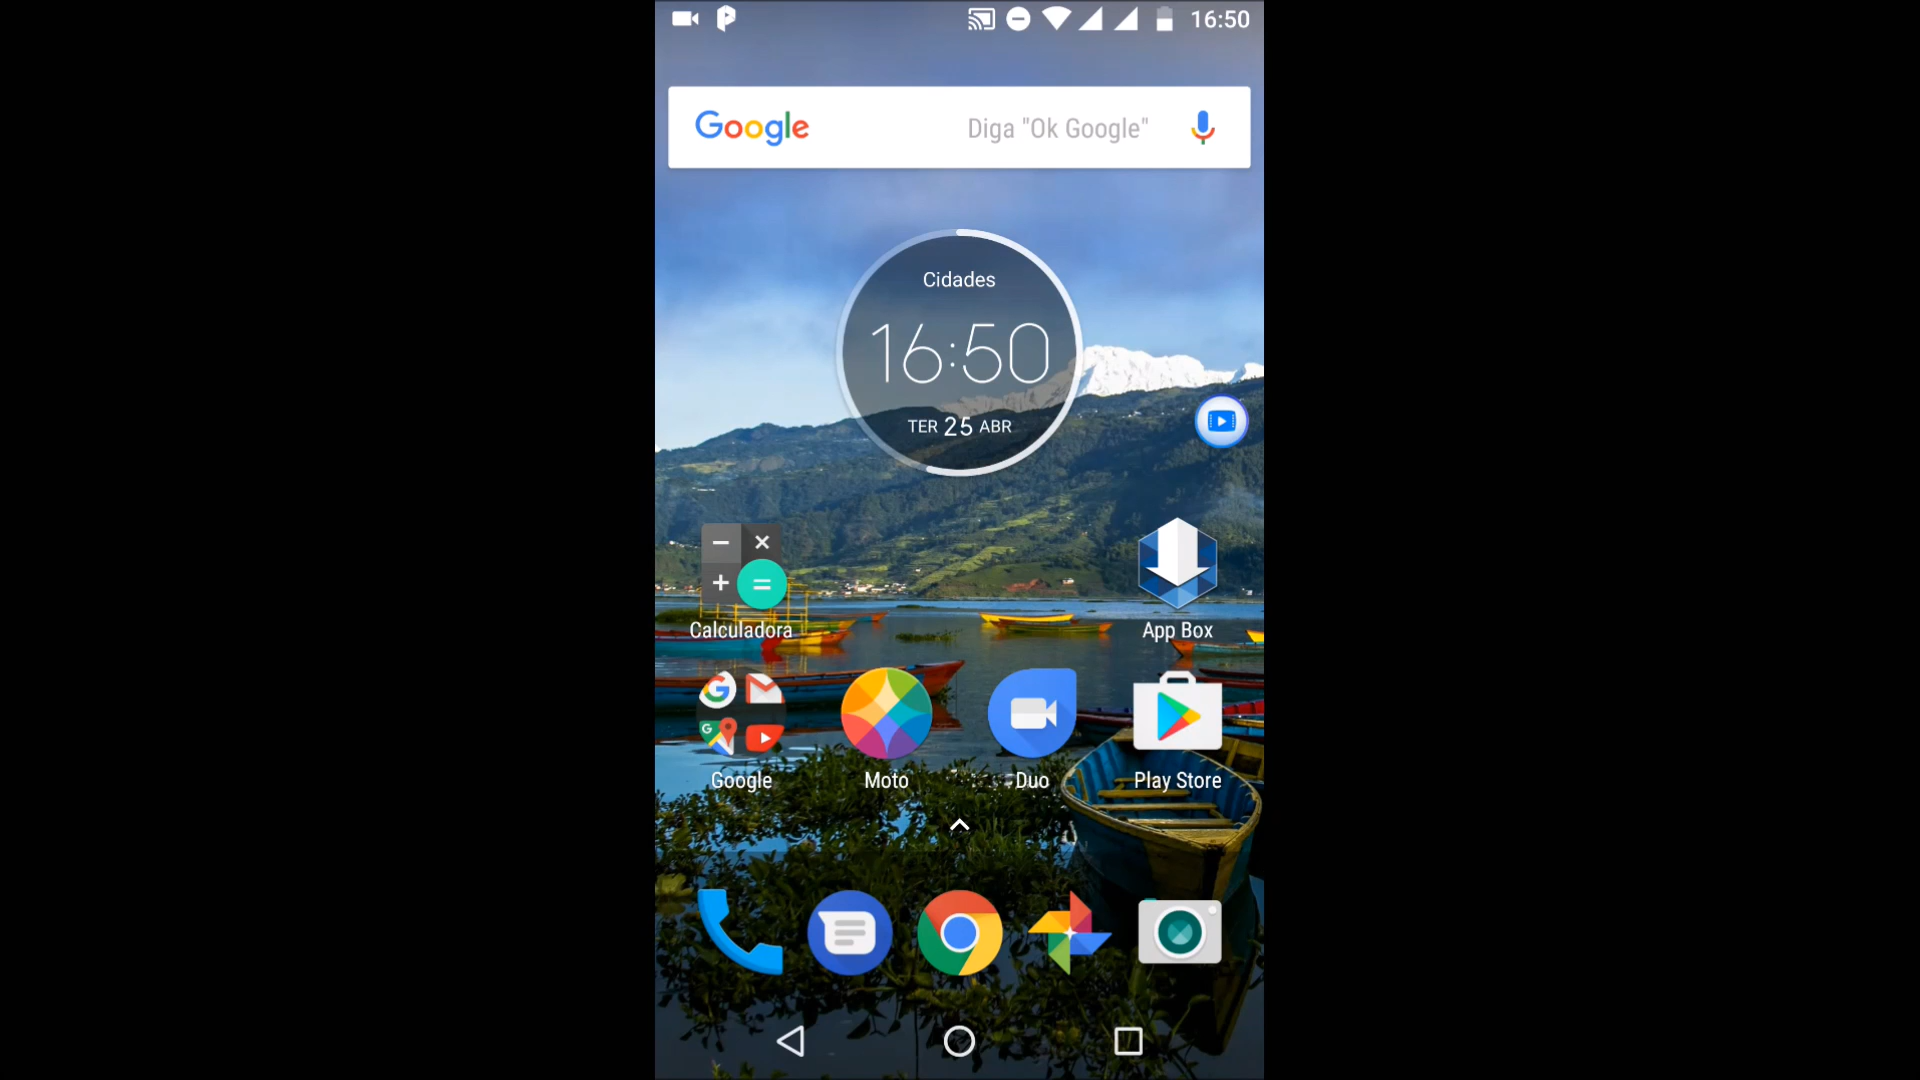 16:50
Google Diga "Ok Google"
Cidades
16:50
TER 25 ABR
Calculadora App Box
Google Moto Duo Play Store